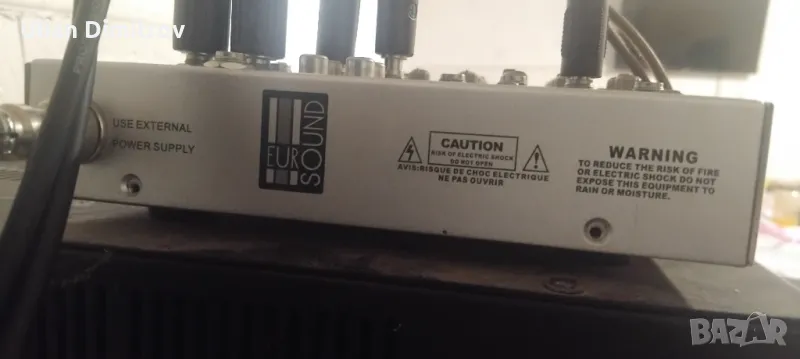 USE EXTERNAL
POWER SUPPLY
EURO
SOUND
CAUTION
RISK OF ELECTRIC SHOCK
DO NOT OPEN
AVIS:RISQUE DE CHOC ELECTRIQUE
NE PAS OUVRIR
WARNING
TO REDUCE THE RISK OF FIRE
OR ELECTRIC SHOCK DO NOT
EXPOSE THIS EQUIPMENT TO
RAIN OR MOISTURE.
BAZAR